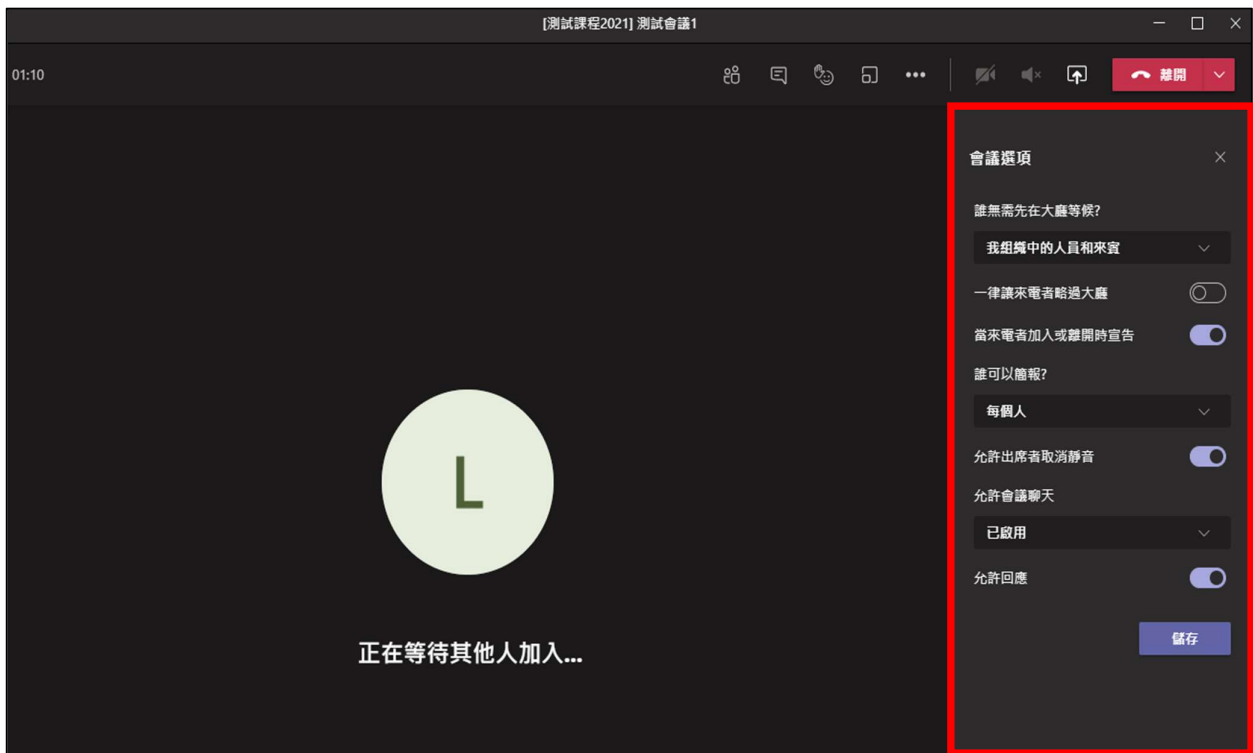 [測試課程2021] 測試會議1
01:10
離開
會議選項
誰無需先在大廳等候?
我組織中的人員和來賓
一律讓來電者略過大廳
當來電者加入或離開時宣告
誰可以簡報?
每個人
允許出席者取消靜音
允許會議聊天
已啟用
允許回應
儲存
L
正在等待其他人加入...